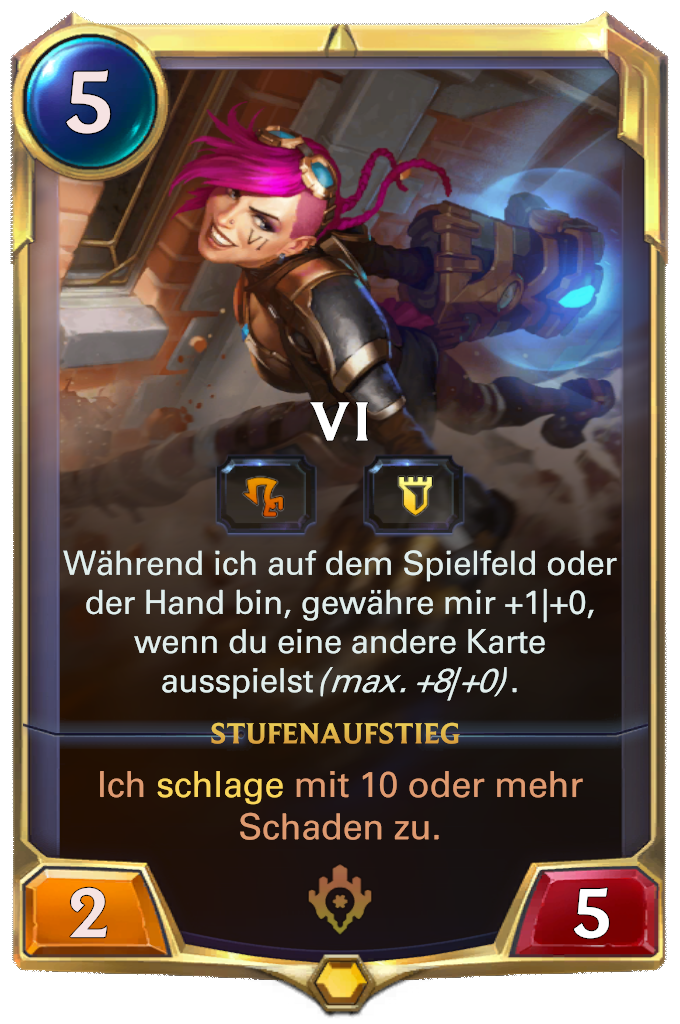 5
VI
VI
Während ich auf dem Spielfeld oder
der Hand bin, gewähre mir +1|+0,
wenn du eine andere Karte
ausspielst (max. +8|+0).
STUFENAUFSTIEG
Ich schlage mit 10 oder mehr
Schaden zu.
2
5